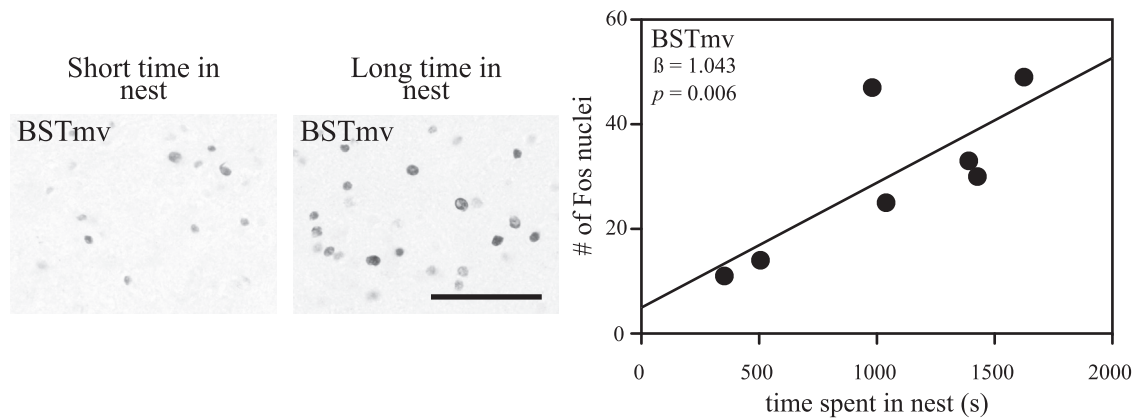 Short time in
nest
BSTmv
Long time in
nest
BSTmv
# of Fos nuclei
60
40
20
0
BSTmv
ß = 1.043
p = 0.006
0 500 1000 1500 2000
time spent in nest (s)